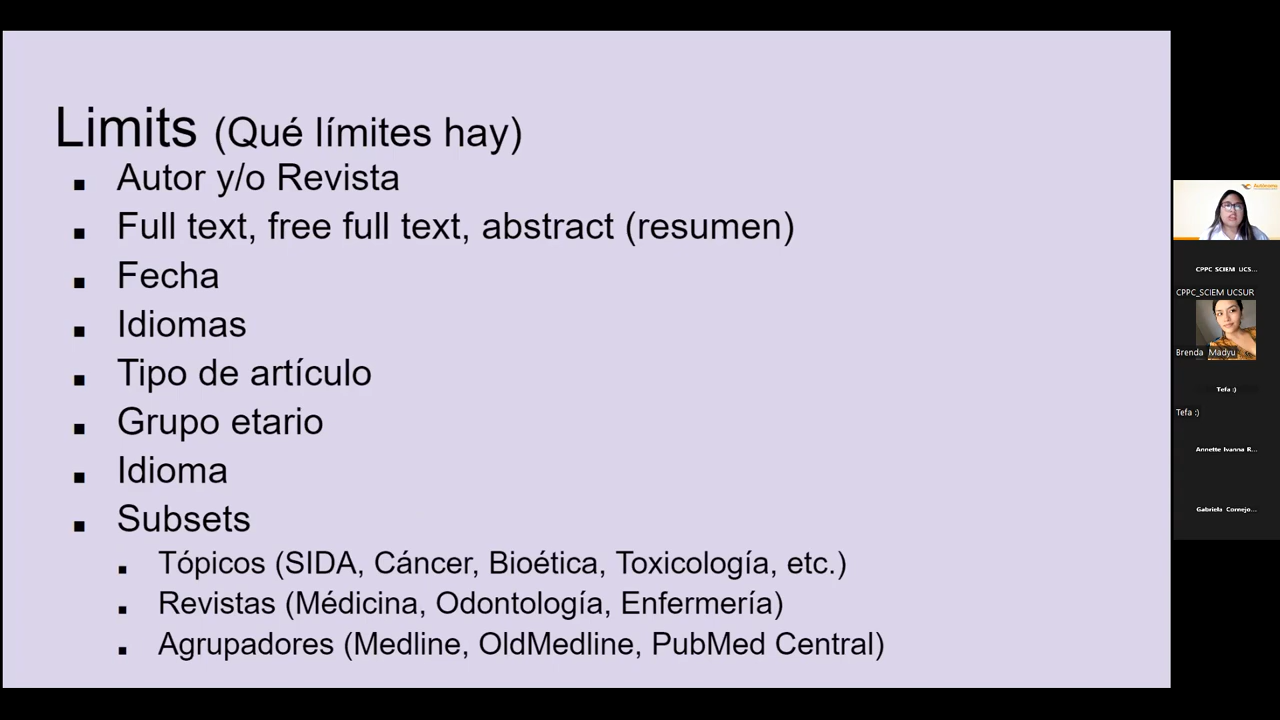 Limits (Qué límites hay)
▪ Autor y/o Revista
▪ Full text, free full text, abstract (resumen)
▪ Fecha
▪ Idiomas
▪ Tipo de artículo
▪ Grupo etario
▪ Idioma
▪ Subsets
▪ Tópicos (SIDA, Cáncer, Bioética, Toxicología, etc.)
▪ Revistas (Médicina, Odontología, Enfermería)
▪ Agrupadores (Medline, OldMedline, PubMed Central)
Autónoma
CPPC_SCIEM UCS...
CPPC_SCIEM UCSUR
Brenda Madyu
Tefa :)
Tefa :)
Annette Ivanna R...
Gabriela Cornejo...